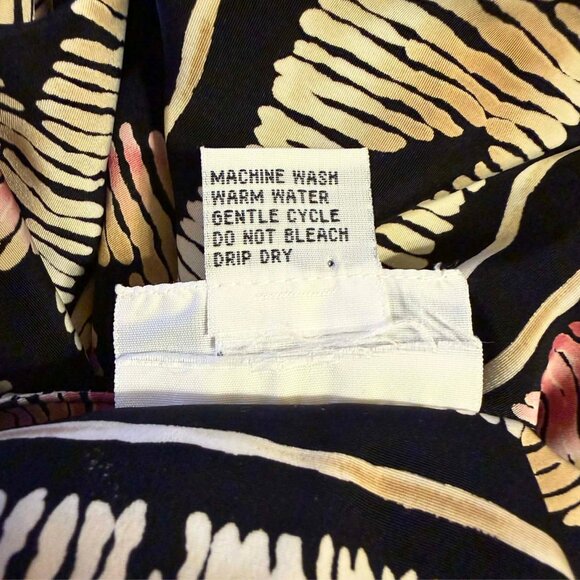 MACHINE WASH
WARM WATER
GENTLE CYCLE
DO NOT BLEACH
DRIP DRY